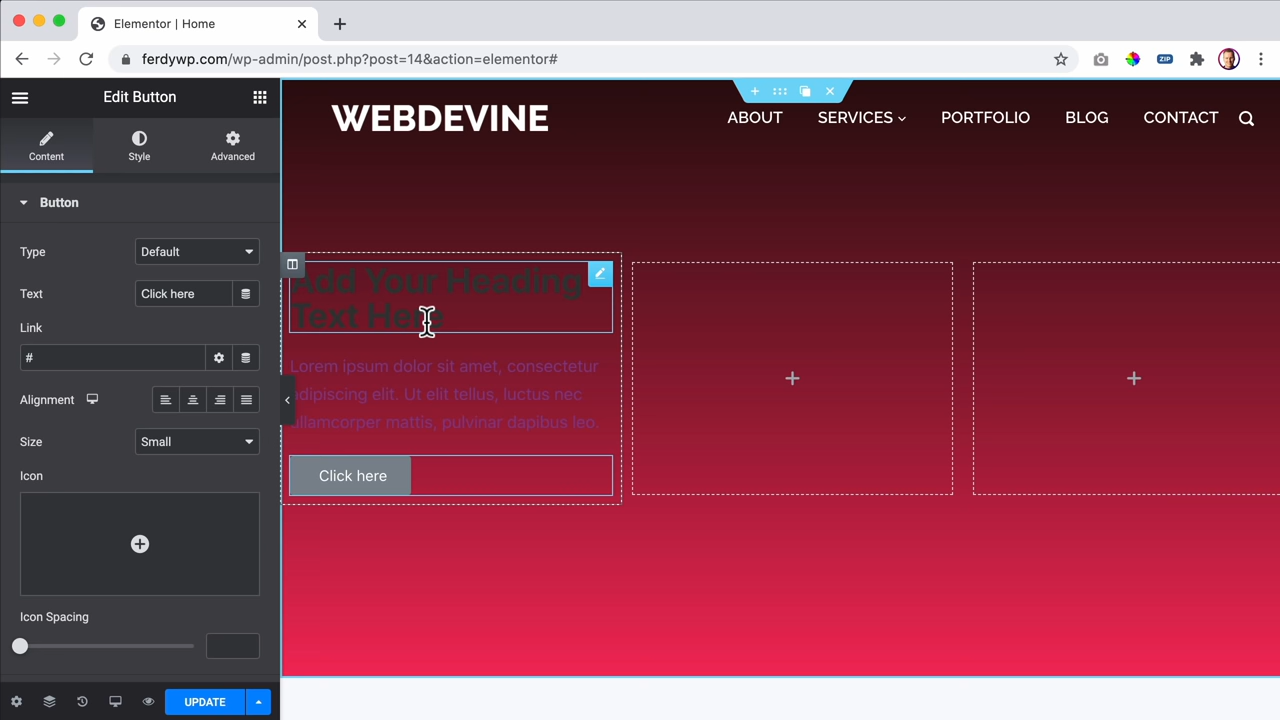 Elementor | Home
ferdywp.com/wp-admin/post.php?post=14&action=elementor#
ZIP
Edit Button
Content
Style
Advanced
Button
Type
Default
Text
Click here
Link
#
Alignment
Size
Small
Icon
Icon Spacing
UPDATE
WEBDEVINE
ABOUT
SERVICES
PORTFOLIO
BLOG
CONTACT
Add Your Heading
Text Here
Lorem ipsum dolor sit amet, consectetur
adipiscing elit. Ut elit tellus, luctus nec
ullamcorper mattis, pulvinar dapibus leo.
Click here